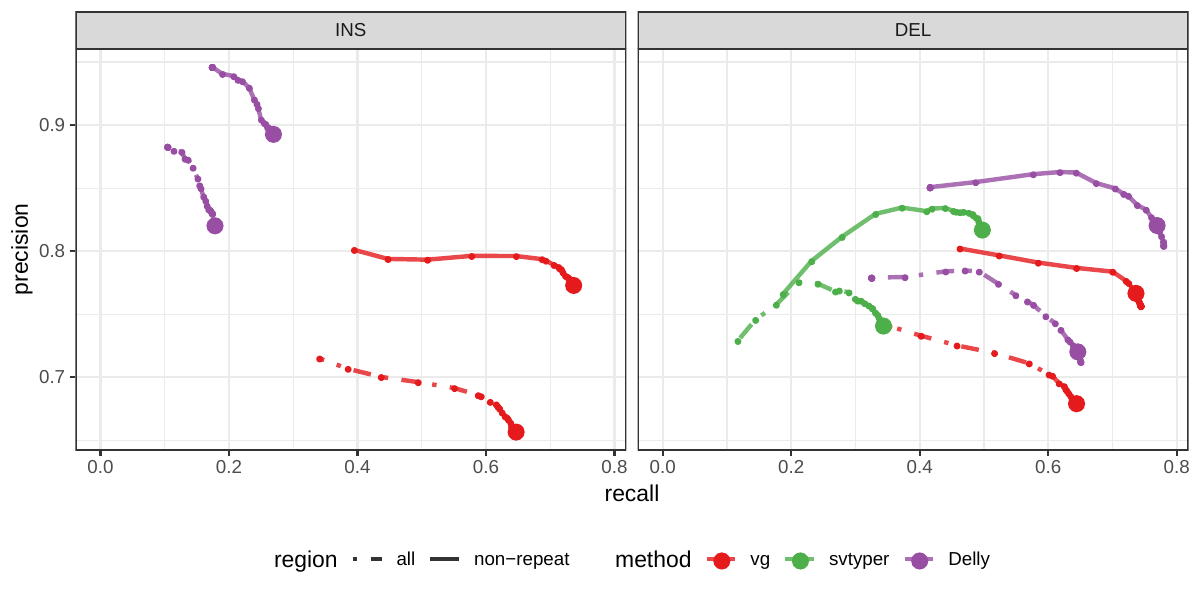 INS DEL
precision
0.9
0.8
0.7
0.0 0.2 0.4 0.6 0.8 0.0 0.2 0.4 0.6 0.8
recall
region all non−repeat method vg svtyper Delly